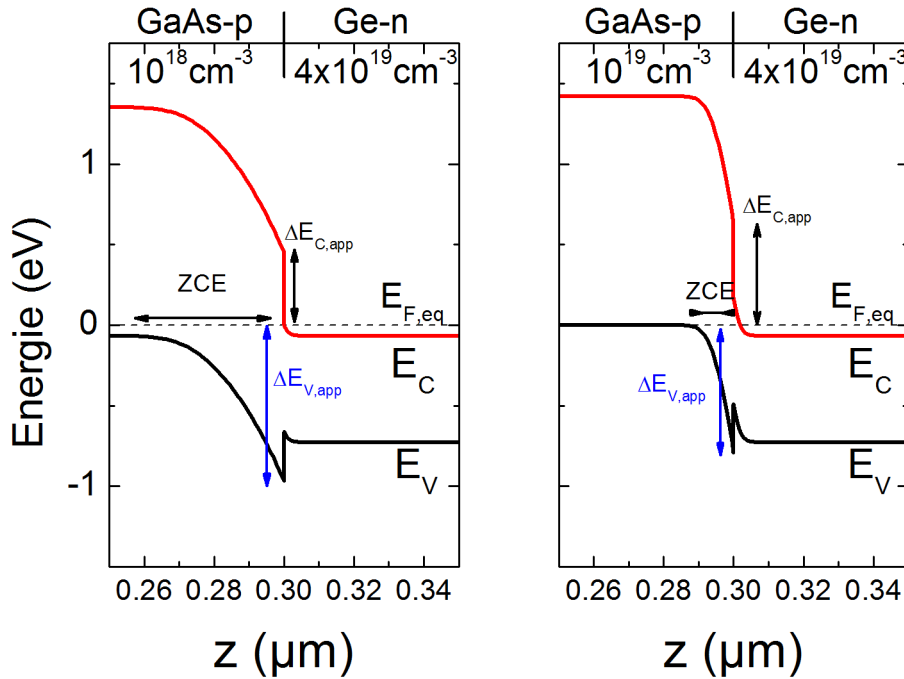 GaAs-p Ge-n
10¹⁸cm⁻³ 4x10¹⁹cm⁻³
Energie (eV)
1
0
-1
ΔE_C,app
ZCE
E_F,eq
ΔE_V,app
E_C
E_V
0.26 0.28 0.30 0.32 0.34
z (µm)
GaAs-p Ge-n
10¹⁹cm⁻³ 4x10¹⁹cm⁻³
ΔE_C,app
ZCE
E_F,eq
ΔE_V,app
E_C
E_V
0.26 0.28 0.30 0.32 0.34
z (µm)